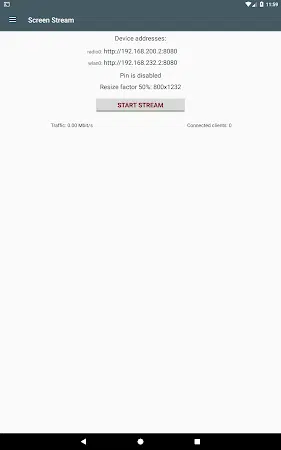 11:59
Screen Stream
Device addresses:
radio0: http://192.168.200.2:8080
wlan0: http://192.168.232.2:8080
Pin is disabled
Resize factor 50%: 800x1232
START STREAM
Traffic: 0.00 Mbit/s
Connected clients: 0